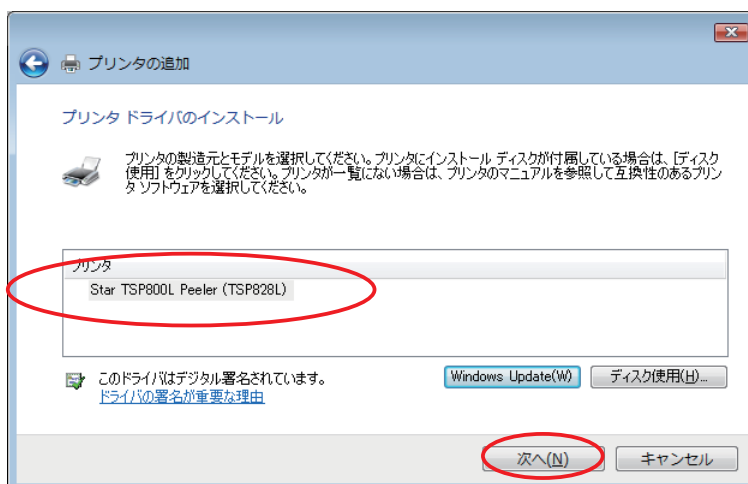 プリンタの追加
プリンタ ドライバのインストール
プリンタの製造元とモデルを選択してください。プリンタにインストール ディスクが付属している場合は、[ディスク
使用] をクリックしてください。プリンタが一覧にない場合は、プリンタのマニュアルを参照して互換性のあるプリン
タ ソフトウェアを選択してください。
プリンタ
Star TSP800L Peeler (TSP828L)
このドライバはデジタル署名されています。
Windows Update(W)
ディスク使用(H)...
ドライバの署名が重要な理由
次へ(N)
キャンセル